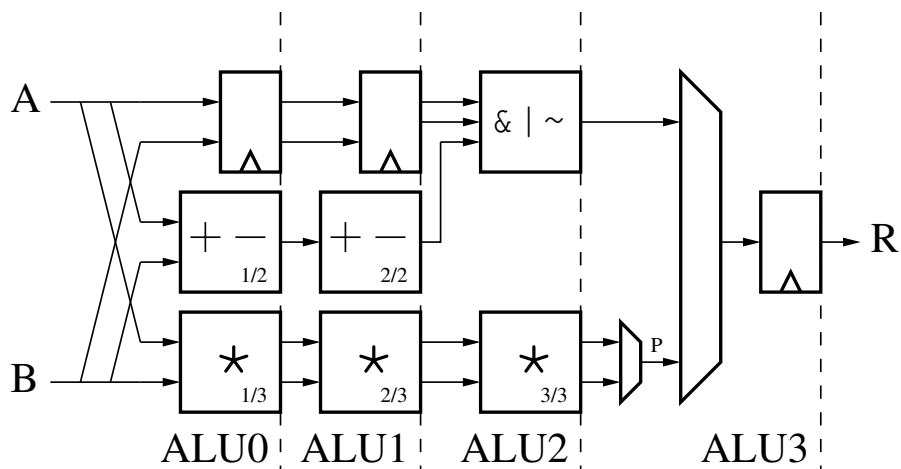 A
& | ~
+ −
1/2
+ −
2/2
R
B
*
1/3
*
2/3
*
3/3
P
ALU0
ALU1
ALU2
ALU3